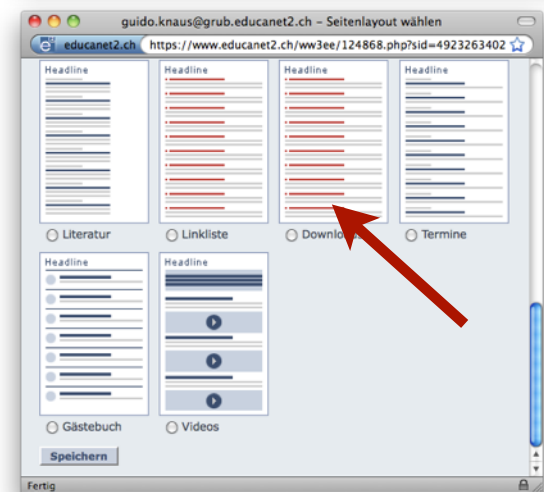 guido.knaus@grub.educanet2.ch – Seitenlayout wählen
educanet2.ch https://www.educanet2.ch/ww3ee/124868.php?sid=4923263402
Headline Headline Headline Headline
Literatur Linkliste Termine
Headline Headline
Gästebuch Videos
Speichern
Fertig